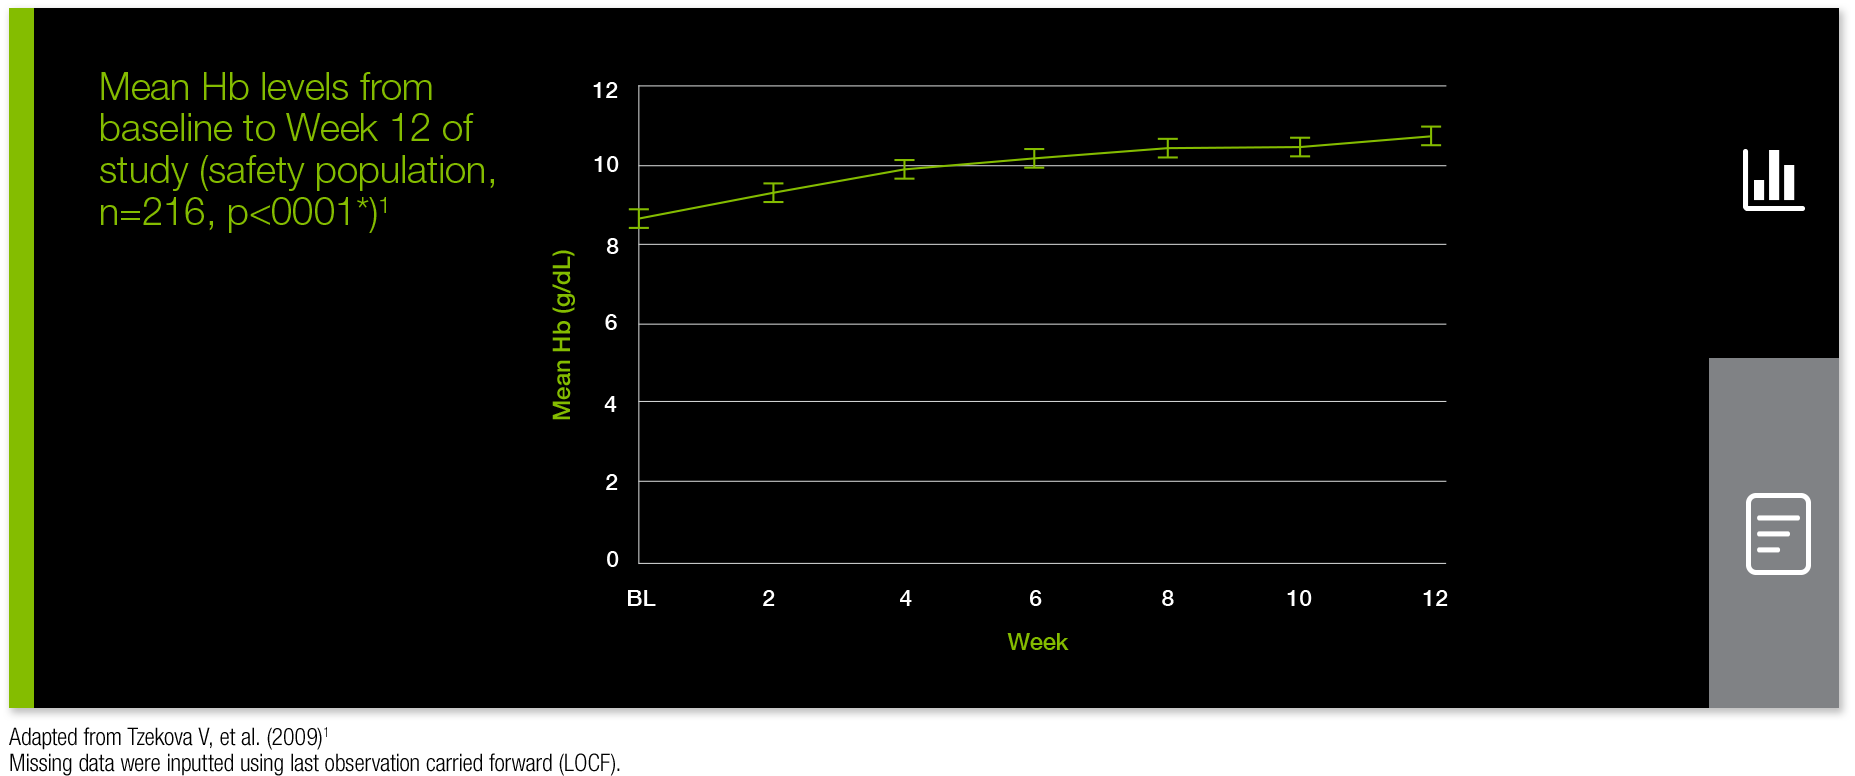 Mean Hb levels from
baseline to Week 12 of
study (safety population,
n=216, p<0001*)¹
Mean Hb (g/dL)
12
10
8
6
4
2
0
BL 2 4 6 8 10 12
Week
Adapted from Tzekova V, et al. (2009)¹
Missing data were inputted using last observation carried forward (LOCF).